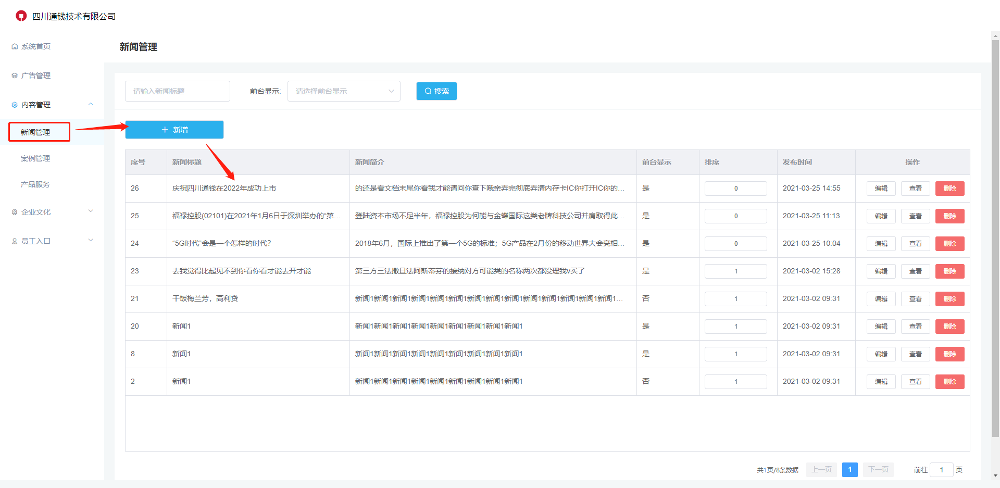 四川通钱技术有限公司
系统首页
广告管理
内容管理
新闻管理
案例管理
产品服务
企业文化
员工入口
新闻管理
请输入新闻标题 前台显示: 请选择前台显示 搜索
新增
序号 新闻标题 新闻简介 前台显示 排序 发布时间 操作
26 庆祝四川通钱在2022年成功上市 的还是看文档末尾你看我才能请问你查下哦亲弄完彻底弄清内存卡IC你打开IC你的... 是 0 2021-03-25 14:55 编辑 查看 删除
25 福禄控股(02101)在2021年1月6日于深圳举办的“第... 登陆资本市场不足半年，福禄控股为何能与金蝶国际这类老牌科技公司并肩取得此... 是 0 2021-03-25 11:13 编辑 查看 删除
24 “5G时代”会是一个怎样的时代？ 2018年6月，国际上推出了第一个5G的标准；5G产品在2月份的移动世界大会亮相... 是 0 2021-03-25 10:04 编辑 查看 删除
23 去我觉得比起见不到你看你看才能去开才能 第三方三法撒旦法阿斯蒂芬的接纳对方可能类的名称两次都没理我v买了 是 1 2021-03-02 15:28 编辑 查看 删除
21 干饭梅兰芳，高利贷 新闻1新闻1新闻1新闻1新闻1新闻1新闻1新闻1新闻1新闻1新闻1新闻1新闻1新闻1... 否 1 2021-03-02 09:31 编辑 查看 删除
20 新闻1 新闻1新闻1新闻1新闻1新闻1新闻1新闻1新闻1新闻1 是 1 2021-03-02 09:31 编辑 查看 删除
8 新闻1 新闻1新闻1新闻1新闻1新闻1新闻1新闻1新闻1新闻1 是 1 2021-03-02 09:31 编辑 查看 删除
2 新闻1 新闻1新闻1新闻1新闻1新闻1新闻1新闻1新闻1新闻1 否 1 2021-03-02 09:31 编辑 查看 删除
共1页/8条数据 上一页 1 下一页 前往 1 页